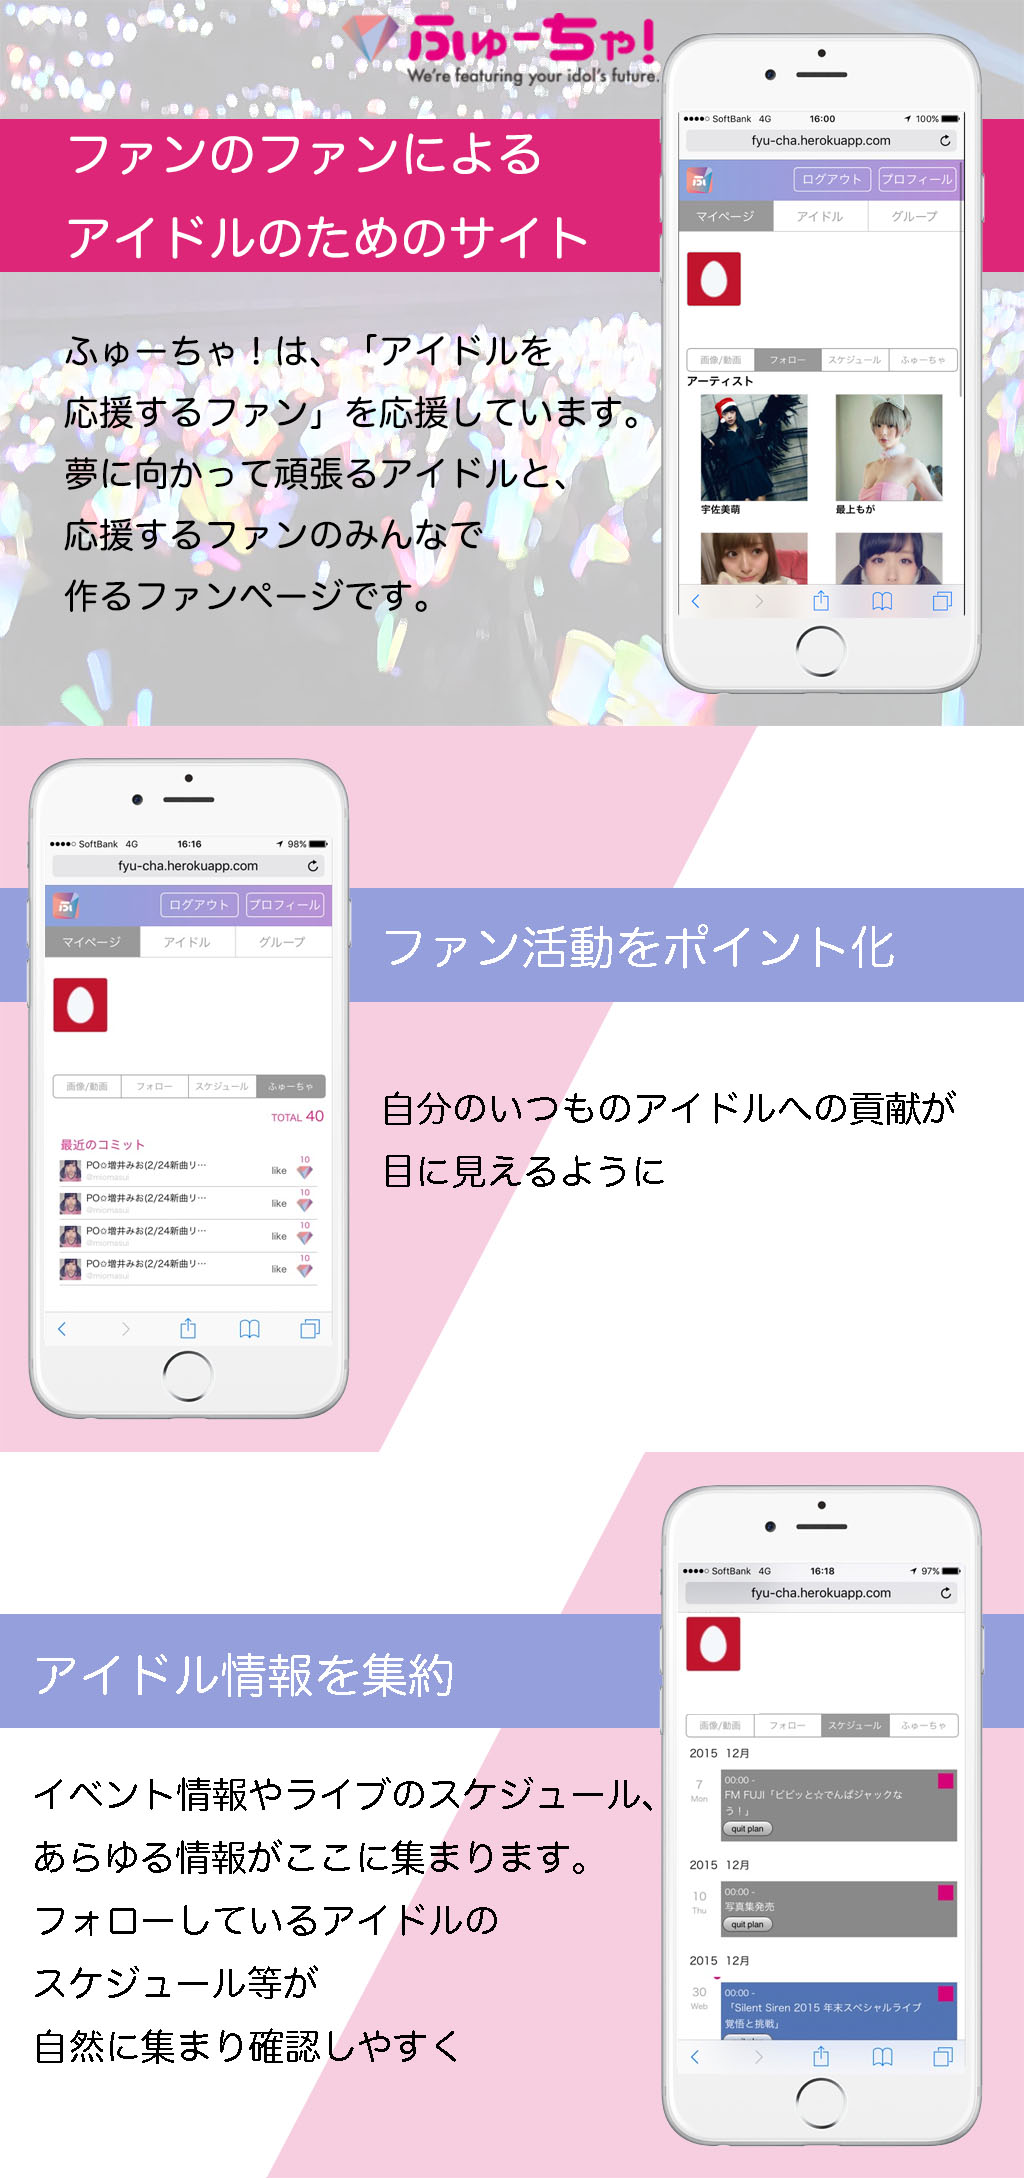 ふゅーちゃ!
We're featuring your idol's future.
ファンのファンによる
アイドルのためのサイト
ふゅーちゃ！は、「アイドルを
応援するファン」を応援しています。
夢に向かって頑張るアイドルと、
応援するファンのみんなで
作るファンページです。
SoftBank 4G 16:00 100%
fyu-cha.herokuapp.com
ふ
ログアウト プロフィール
マイページ アイドル グループ
画像/動画 フォロー スケジュール ふゅーちゃ
アーティスト
宇佐美萌 最上もが
SoftBank 4G 16:16 98%
fyu-cha.herokuapp.com
ふ
ログアウト プロフィール
マイページ アイドル グループ
画像/動画 フォロー スケジュール ふゅーちゃ
TOTAL 40
最近のコミット
PO✩増井みお(2/24新曲リ… like 10
@miomasui
PO✩増井みお(2/24新曲リ… like 10
@miomasui
PO✩増井みお(2/24新曲リ… like 10
@miomasui
PO✩増井みお(2/24新曲リ… like 10
@miomasui
ファン活動をポイント化
自分のいつものアイドルへの貢献が
目に見えるように
アイドル情報を集約
イベント情報やライブのスケジュール、
あらゆる情報がここに集まります。
フォローしているアイドルの
スケジュール等が
自然に集まり確認しやすく
SoftBank 4G 16:18 97%
fyu-cha.herokuapp.com
画像/動画 フォロー スケジュール ふゅーちゃ
2015 12月
7 Mon
00:00 -
FM FUJI「ビビッと☆でんぱジャックな
う！」
quit plan
2015 12月
10 Thu
00:00 -
写真集発売
quit plan
2015 12月
30 Web
00:00 -
「Silent Siren 2015 年末スペシャルライブ
覚悟と挑戦」